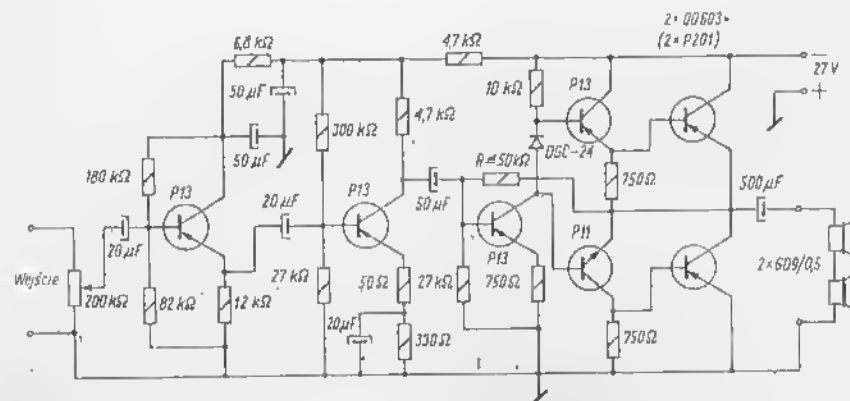 2×OC603
(2×P201)
6,8 kΩ
4,7 kΩ
−
27 V
+
50 µF
50 µF
300 kΩ
4,7 kΩ
10 kΩ
P13
DGC-24
180 kΩ
P13
20 µF
P13
50 µF
R≅50kΩ
750Ω
500 µF
20 µF
P13
P11
Wejście
200 kΩ
82 kΩ
12 kΩ
27 kΩ
50Ω
27 kΩ
750Ω
2×GD9/0,5
20 µF
330Ω
750Ω
1